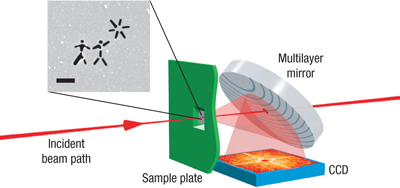 Multilayer
mirror
Incident
beam path
Sample plate
CCD